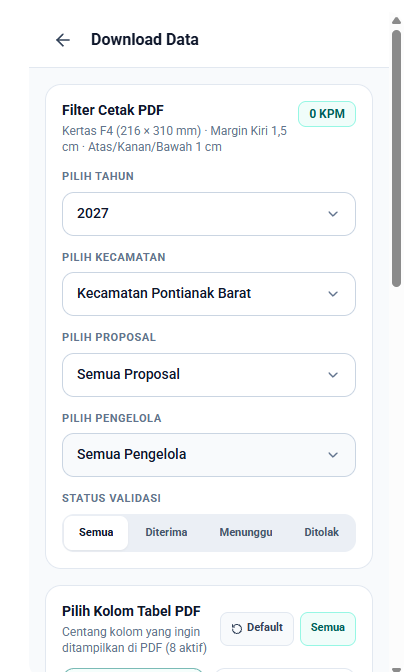 Download Data
Filter Cetak PDF
0 KPM
Kertas F4 (216 × 310 mm) · Margin Kiri 1,5
cm · Atas/Kanan/Bawah 1 cm
PILIH TAHUN
2027
PILIH KECAMATAN
Kecamatan Pontianak Barat
PILIH PROPOSAL
Semua Proposal
PILIH PENGELOLA
Semua Pengelola
STATUS VALIDASI
Semua Diterima Menunggu Ditolak
Pilih Kolom Tabel PDF
Centang kolom yang ingin
ditampilkan di PDF (8 aktif)
Default Semua